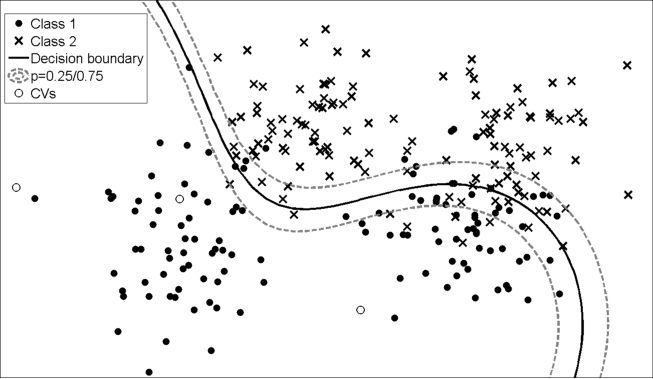 Class 1
Class 2
Decision boundary
p=0.25/0.75
CVs